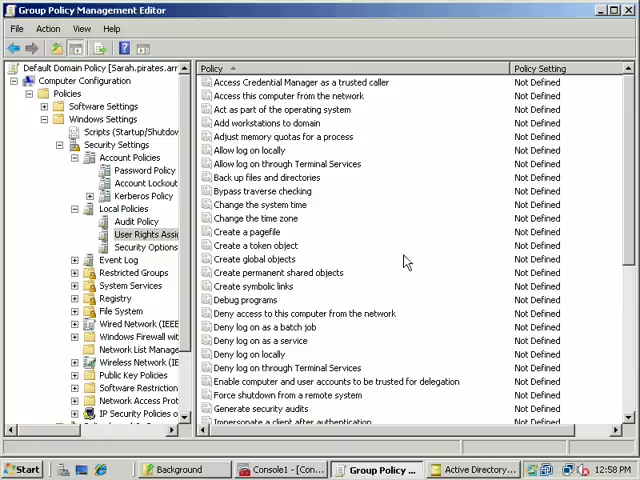 Group Policy Management Editor
File Action View Help
Default Domain Policy [Sarah.pirates.arr
Computer Configuration
Policies
Software Settings
Windows Settings
Scripts (Startup/Shutdow
Security Settings
Account Policies
Password Policy
Account Lockout
Kerberos Policy
Local Policies
Audit Policy
User Rights Assig
Security Options
Event Log
Restricted Groups
System Services
Registry
File System
Wired Network (IEEE
Windows Firewall wit
Network List Manage
Wireless Network (IE
Public Key Policies
Software Restriction
Network Access Prot
IP Security Policies o
Policy Policy Setting
Access Credential Manager as a trusted caller Not Defined
Access this computer from the network Not Defined
Act as part of the operating system Not Defined
Add workstations to domain Not Defined
Adjust memory quotas for a process Not Defined
Allow log on locally Not Defined
Allow log on through Terminal Services Not Defined
Back up files and directories Not Defined
Bypass traverse checking Not Defined
Change the system time Not Defined
Change the time zone Not Defined
Create a pagefile Not Defined
Create a token object Not Defined
Create global objects Not Defined
Create permanent shared objects Not Defined
Create symbolic links Not Defined
Debug programs Not Defined
Deny access to this computer from the network Not Defined
Deny log on as a batch job Not Defined
Deny log on as a service Not Defined
Deny log on locally Not Defined
Deny log on through Terminal Services Not Defined
Enable computer and user accounts to be trusted for delegation Not Defined
Force shutdown from a remote system Not Defined
Generate security audits Not Defined
Impersonate a client after authentication Not Defined
Start Background Console1 - [Con... Group Policy ... Active Directory... 12:58 PM